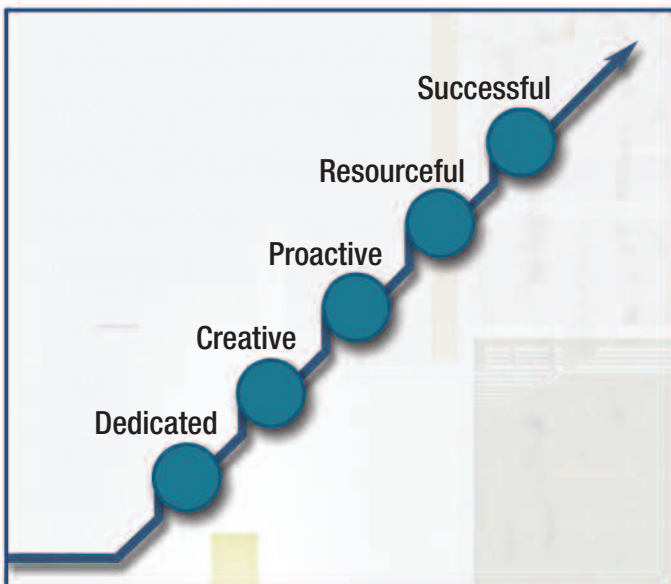 Successful
Resourceful
Proactive
Creative
Dedicated